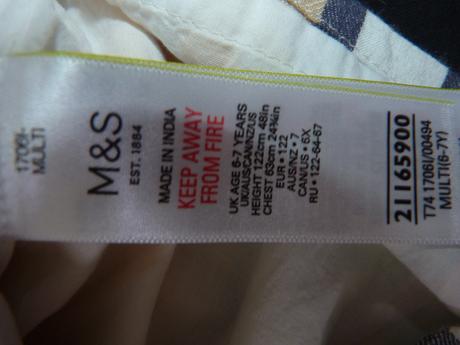 1706I-
MULTI
M&S
EST. 1884
MADE IN INDIA
KEEP AWAY
FROM FIRE
UK AGE 6-7 YEARS
UK/AUS/CAN/NZ/US
HEIGHT 122cm 48in
CHEST 63cm 24¾in
EUR • 122
AUS/NZ • 7
CAN/US • 6X
RU • 122-64-67
21165900
T74 1706I/00494
MULTI(6-7Y)